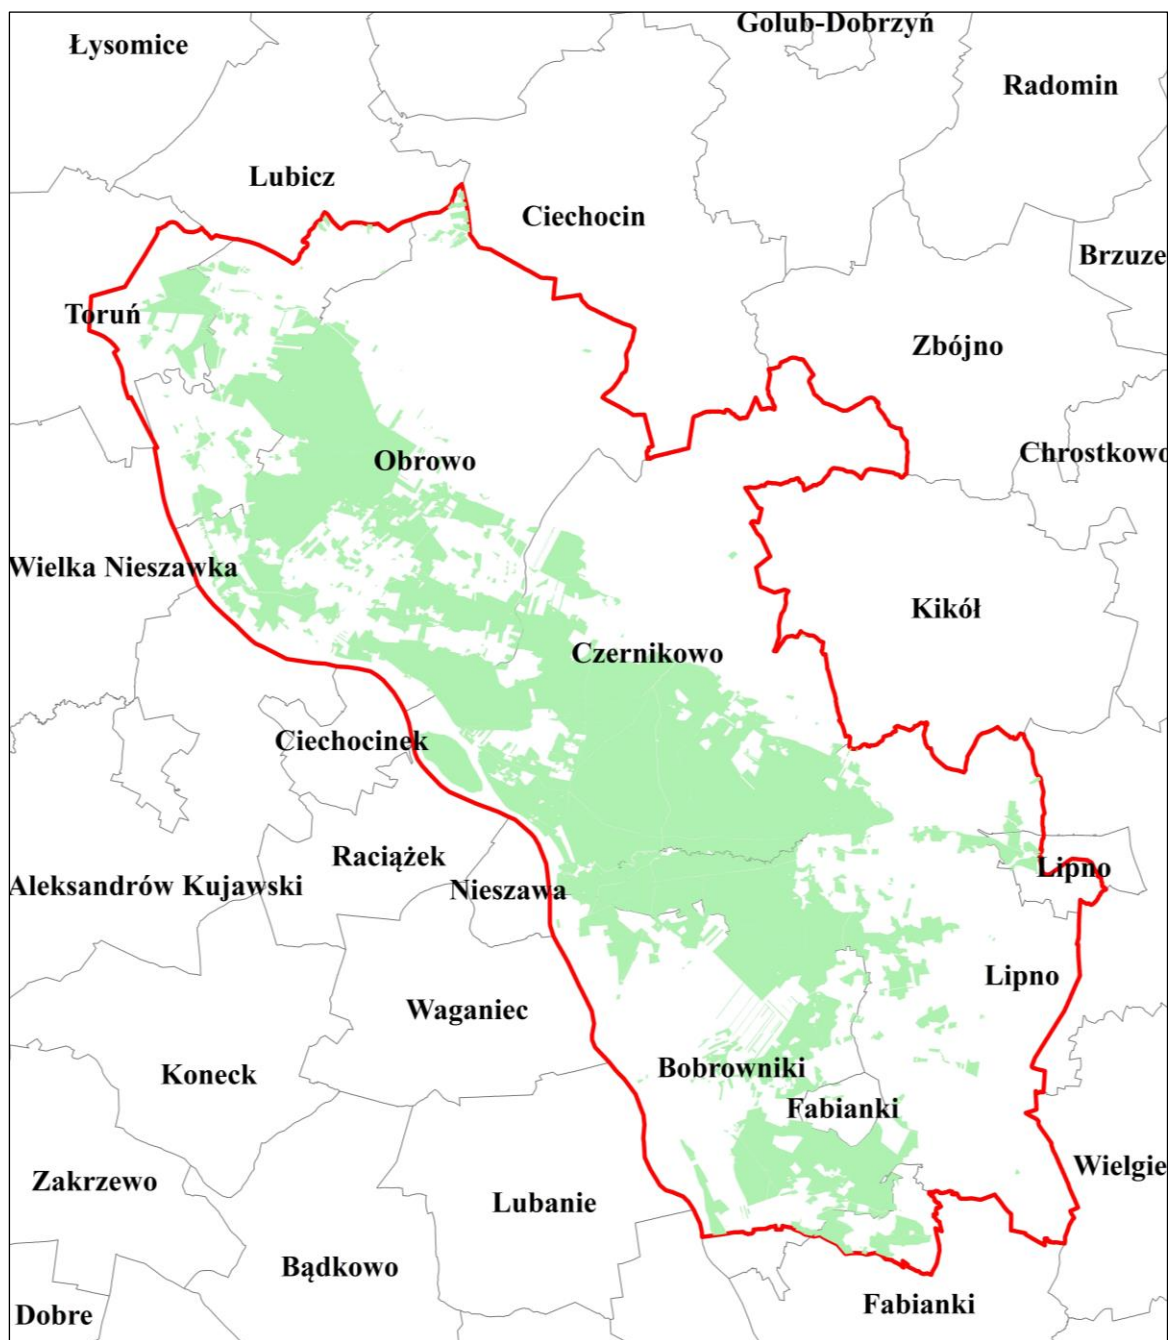 Golub-Dobrzyń
Łysomice
Radomin
Lubicz
Ciechocin
Brzuze
Toruń
Zbójno
Chrostkowo
Obrowo
Wielka Nieszawka
Kikół
Czernikowo
Ciechocinek
Raciążek
Lipno
Aleksandrów Kujawski
Nieszawa
Lipno
Waganiec
Bobrowniki
Koneck
Fabianki
Wielgie
Zakrzewo
Lubanie
Bądkowo
Fabianki
Dobre